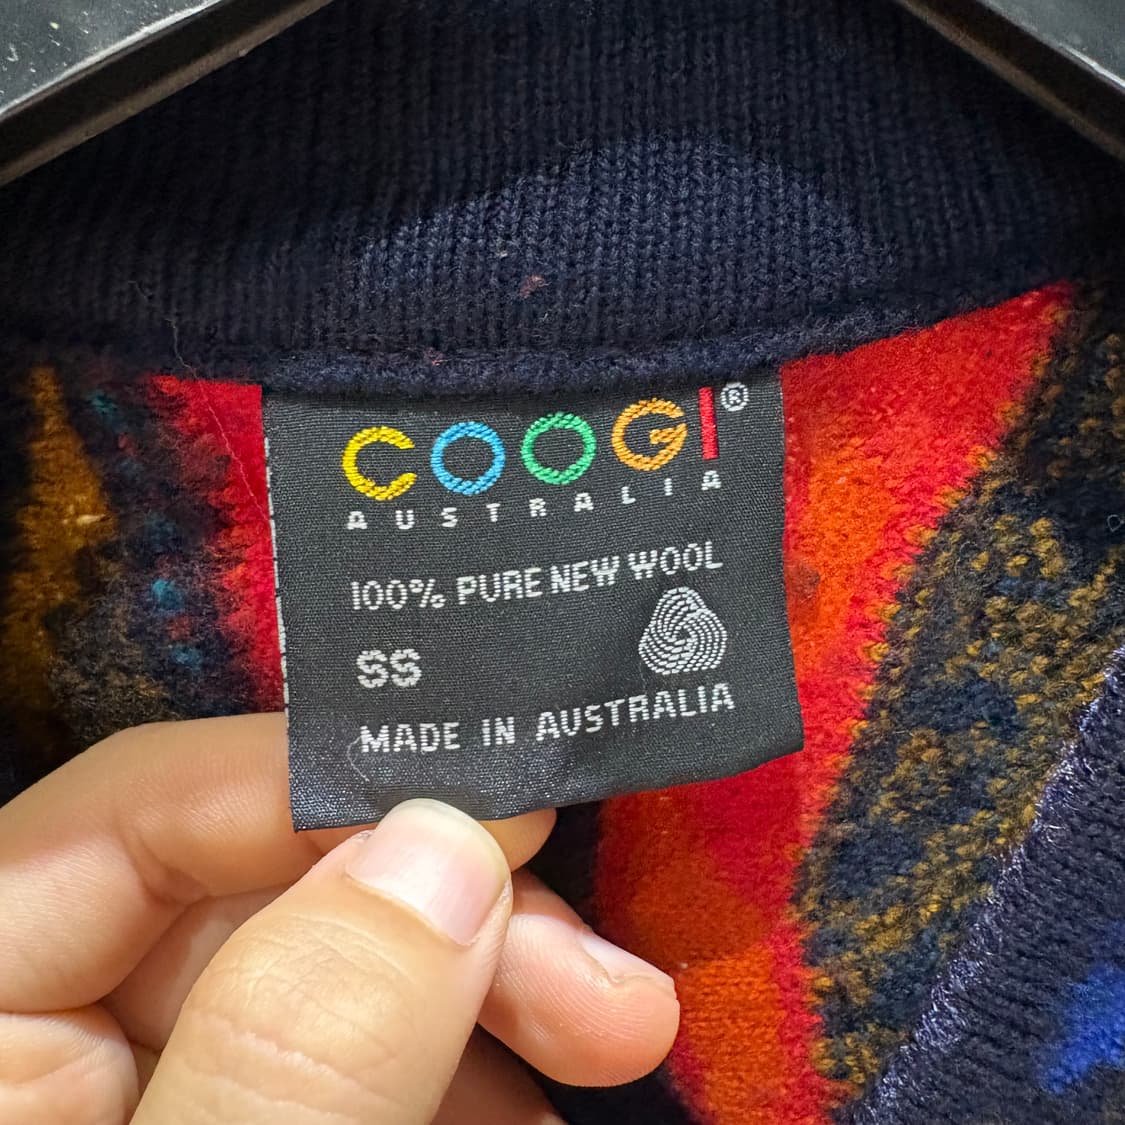 COOGI®
AUSTRALIA
100% PURE NEW WOOL
SS
MADE IN AUSTRALIA